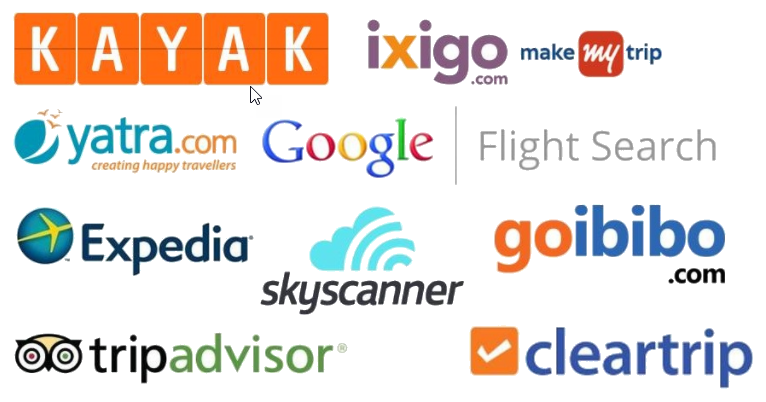 KAYAK
ixigo
.com
make my trip
yatra.com
creating happy travellers
Google
Flight Search
Expedia
™
®
skyscanner
goibibo
.com
tripadvisor®
cleartrip